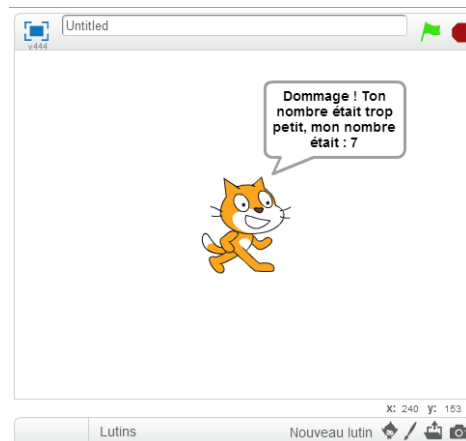 Untitled
v444
Dommage ! Ton
nombre était trop
petit, mon nombre
était : 7
X: 240 y: 153
Lutins
Nouveau lutin